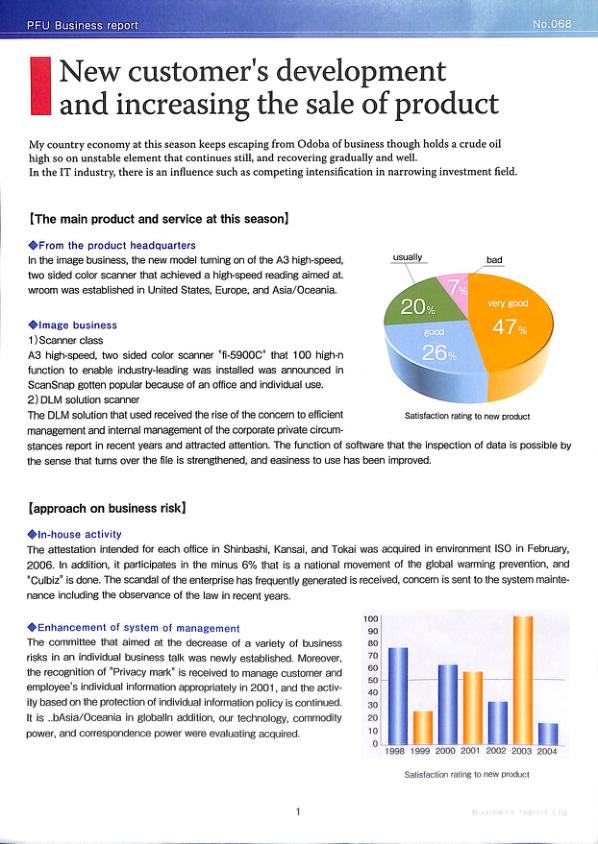 PFU Business report
No.068
New customer's development
and increasing the sale of product
My country economy at this season keeps escaping from Odoba of business though holds a crude oil
high so on unstable element that continues still, and recovering gradually and well.
In the IT industry, there is an influence such as competing intensification in narrowing investment field.
【The main product and service at this season】
◆From the product headquarters
In the image business, the new model turning on of the A3 high-speed,
two sided color scanner that achieved a high-speed reading aimed at.
wroom was established in United States, Europe, and Asia/Oceania.
◆Image business
1)Scanner class
A3 high-speed, two sided color scanner "fi-5900C" that 100 high-n
function to enable industry-leading was installed was announced in
ScanSnap gotten popular because of an office and individual use.
2)DLM solution scanner
The DLM solution that used received the rise of the concern to efficient
management and internal management of the corporate private circum-
stances report in recent years and attracted attention. The function of software that the inspection of data is possible by
the sense that turns over the file is strengthened, and easiness to use has been improved.
usually
bad
7%
20%
very good
47%
good
26%
Satisfaction rating to new product
【approach on business risk】
◆In-house activity
The attestation intended for each office in Shinbashi, Kansai, and Tokai was acquired in environment ISO in February,
2006. In addition, it participates in the minus 6% that is a national movement of the global warming prevention, and
"Culbiz" is done. The scandal of the enterprise has frequently generated is received, concern is sent to the system mainte-
nance including the observance of the law in recent years.
◆Enhancement of system of management
The committee that aimed at the decrease of a variety of business
risks in an individual business talk was newly established. Moreover,
the recognition of "Privacy mark" is received to manage customer and
employee's individual information appropriately in 2001, and the activ-
ity based on the protection of individual information policy is continued.
It is ..bAsia/Oceania in globalIn addition, our technology, commodity
power, and correspondence power were evaluating acquired.
100
90
80
70
60
50
40
30
20
10
0
1998 1999 2000 2001 2002 2003 2004
Satisfaction rating to new product
1
Business report Ltd